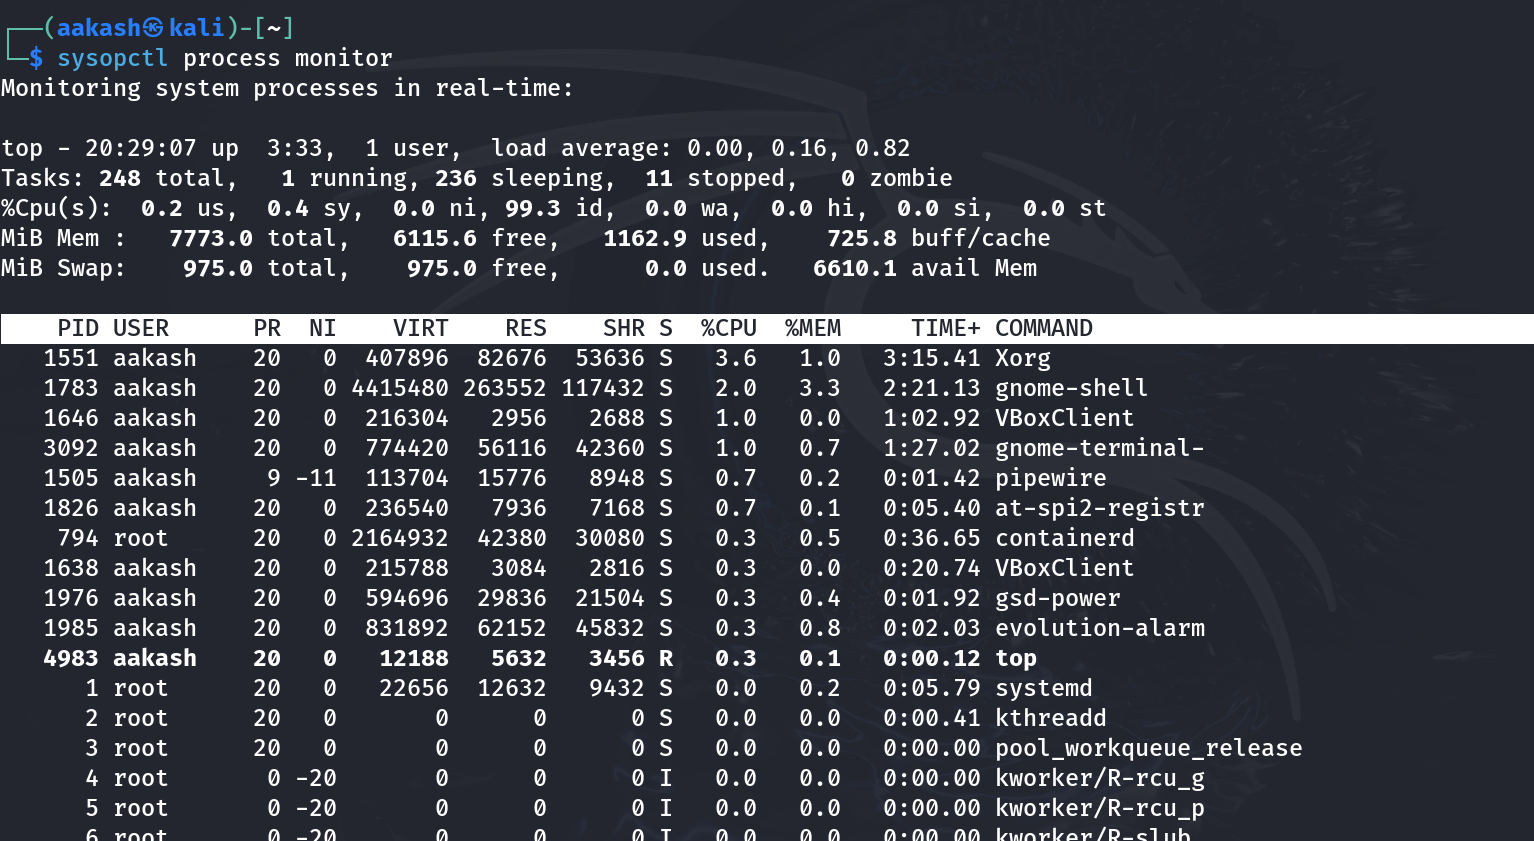 ┌──(aakash㉿kali)-[~]
└─$ sysopctl process monitor
Monitoring system processes in real-time:

top - 20:29:07 up  3:33,  1 user,  load average: 0.00, 0.16, 0.82
Tasks: 248 total,   1 running, 236 sleeping,  11 stopped,   0 zombie
%Cpu(s):  0.2 us,  0.4 sy,  0.0 ni, 99.3 id,  0.0 wa,  0.0 hi,  0.0 si,  0.0 st
MiB Mem :   7773.0 total,   6115.6 free,   1162.9 used,    725.8 buff/cache
MiB Swap:    975.0 total,    975.0 free,      0.0 used.   6610.1 avail Mem

    PID USER      PR  NI    VIRT    RES    SHR S  %CPU  %MEM     TIME+ COMMAND
   1551 aakash    20   0  407896  82676  53636 S   3.6   1.0   3:15.41 Xorg
   1783 aakash    20   0 4415480 263552 117432 S   2.0   3.3   2:21.13 gnome-shell
   1646 aakash    20   0  216304   2956   2688 S   1.0   0.0   1:02.92 VBoxClient
   3092 aakash    20   0  774420  56116  42360 S   1.0   0.7   1:27.02 gnome-terminal-
   1505 aakash     9 -11  113704  15776   8948 S   0.7   0.2   0:01.42 pipewire
   1826 aakash    20   0  236540   7936   7168 S   0.7   0.1   0:05.40 at-spi2-registr
    794 root      20   0 2164932  42380  30080 S   0.3   0.5   0:36.65 containerd
   1638 aakash    20   0  215788   3084   2816 S   0.3   0.0   0:20.74 VBoxClient
   1976 aakash    20   0  594696  29836  21504 S   0.3   0.4   0:01.92 gsd-power
   1985 aakash    20   0  831892  62152  45832 S   0.3   0.8   0:02.03 evolution-alarm
   4983 aakash    20   0   12188   5632   3456 R   0.3   0.1   0:00.12 top
      1 root      20   0   22656  12632   9432 S   0.0   0.2   0:05.79 systemd
      2 root      20   0       0      0      0 S   0.0   0.0   0:00.41 kthreadd
      3 root      20   0       0      0      0 S   0.0   0.0   0:00.00 pool_workqueue_release
      4 root       0 -20       0      0      0 I   0.0   0.0   0:00.00 kworker/R-rcu_g
      5 root       0 -20       0      0      0 I   0.0   0.0   0:00.00 kworker/R-rcu_p
      6 root       0 -20       0      0      0 I   0.0   0.0   0:00.00 kworker/R-slub